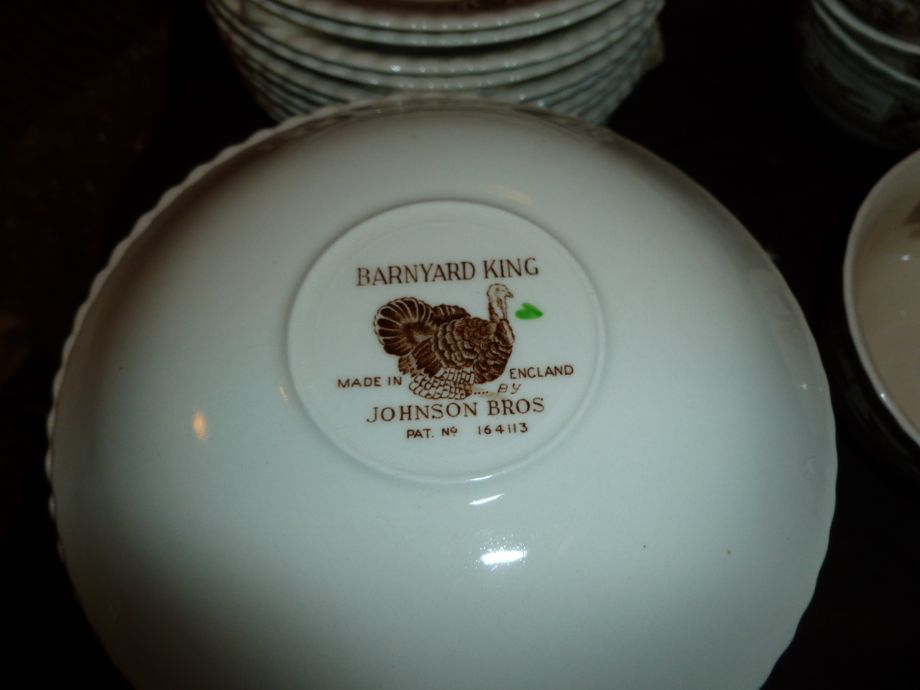 BARNYARD KING
MADE IN ENGLAND
.... BY
JOHNSON BROS
PAT. Nº 164113